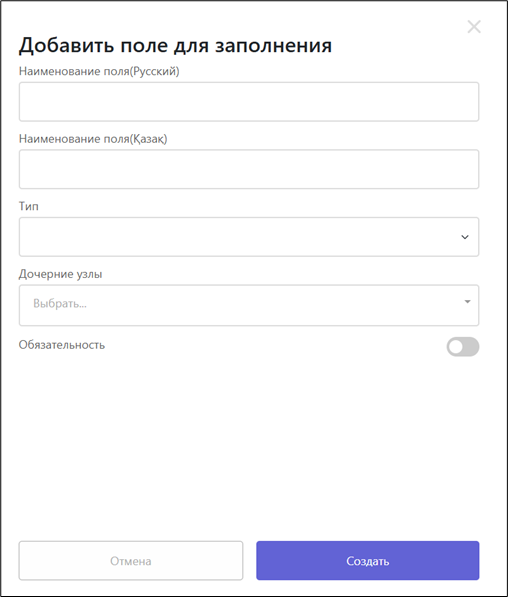 Добавить поле для заполнения
Наименование поля(Русский)
Наименование поля(Қазақ)
Тип
Дочерние узлы
Выбрать...
Обязательность
Отмена
Создать